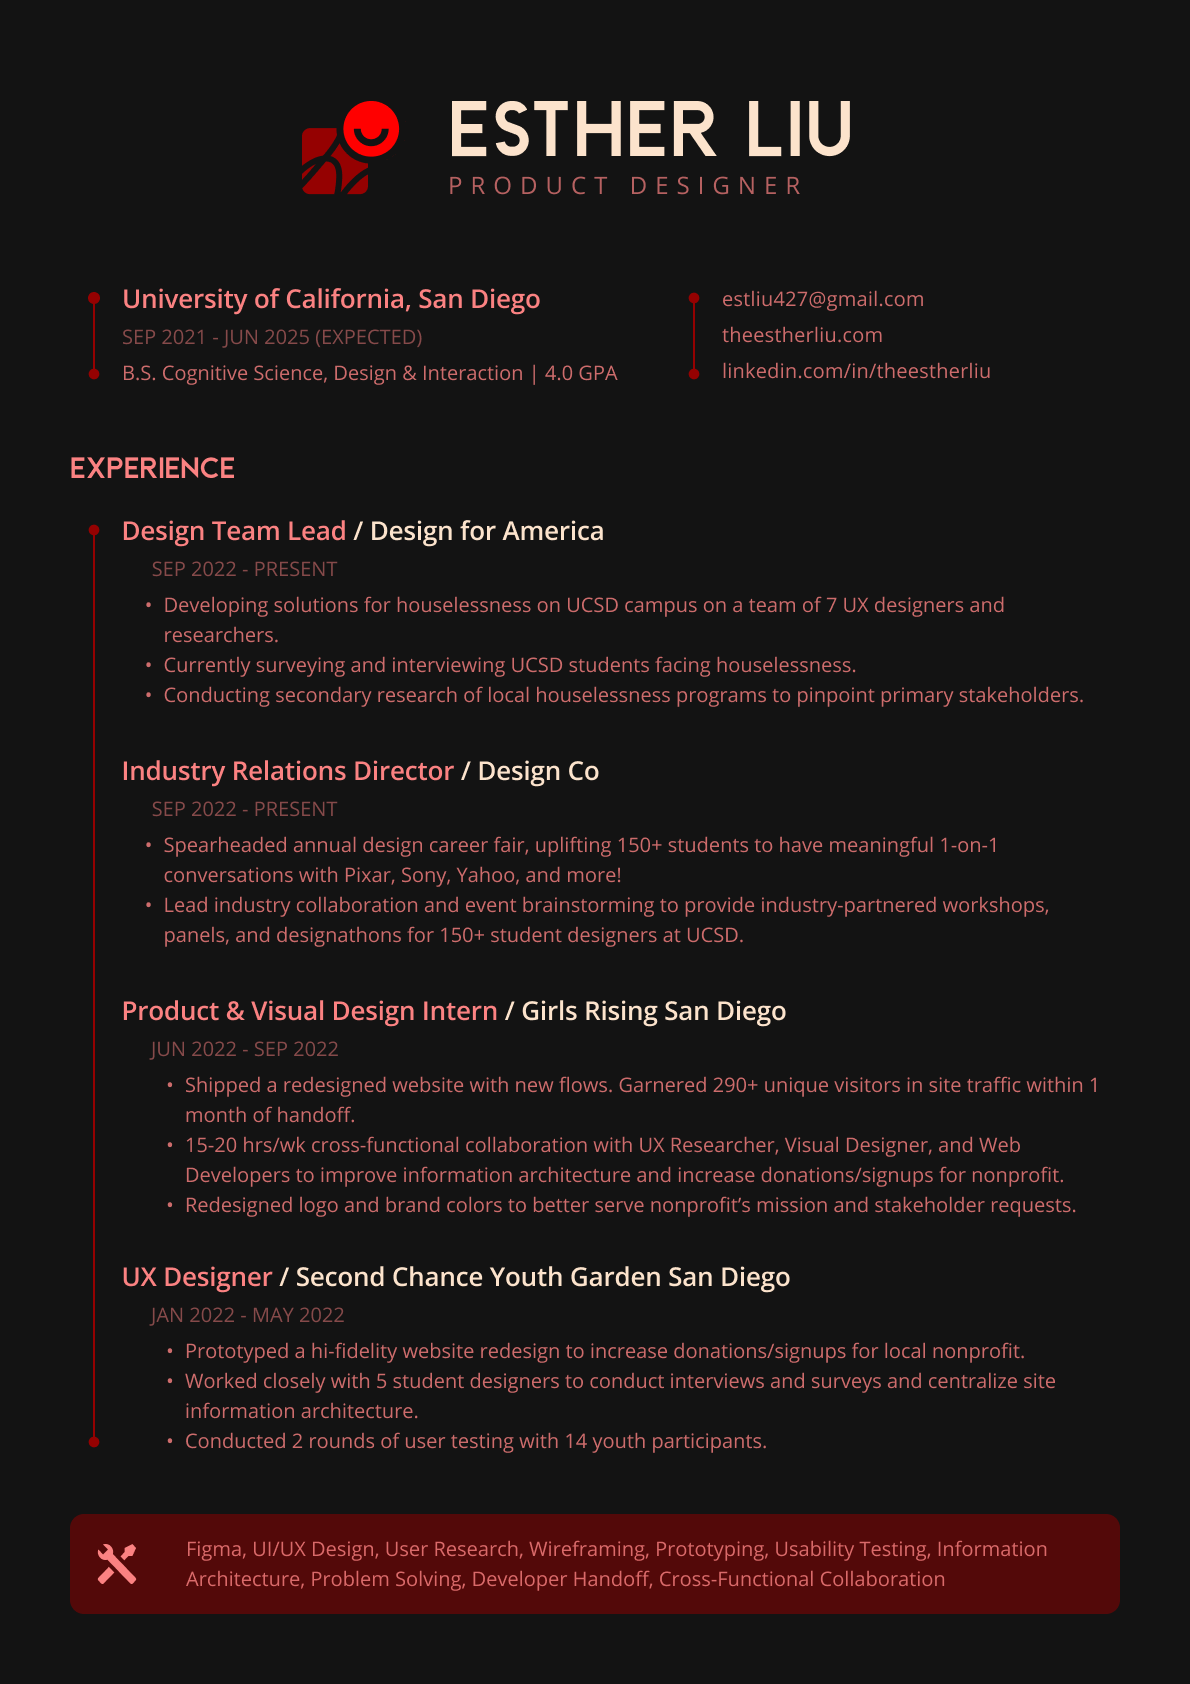 ESTHER LIU
PRODUCT DESIGNER
University of California, San Diego
SEP 2021 - JUN 2025 (EXPECTED)
B.S. Cognitive Science, Design & Interaction | 4.0 GPA
estliu427@gmail.com
theestherliu.com
linkedin.com/in/theestherliu
EXPERIENCE
Design Team Lead / Design for America
SEP 2022 - PRESENT
• Developing solutions for houselessness on UCSD campus on a team of 7 UX designers and
researchers.
• Currently surveying and interviewing UCSD students facing houselessness.
• Conducting secondary research of local houselessness programs to pinpoint primary stakeholders.
Industry Relations Director / Design Co
SEP 2022 - PRESENT
• Spearheaded annual design career fair, uplifting 150+ students to have meaningful 1-on-1
conversations with Pixar, Sony, Yahoo, and more!
• Lead industry collaboration and event brainstorming to provide industry-partnered workshops,
panels, and designathons for 150+ student designers at UCSD.
Product & Visual Design Intern / Girls Rising San Diego
JUN 2022 - SEP 2022
• Shipped a redesigned website with new flows. Garnered 290+ unique visitors in site traffic within 1
month of handoff.
• 15-20 hrs/wk cross-functional collaboration with UX Researcher, Visual Designer, and Web
Developers to improve information architecture and increase donations/signups for nonprofit.
• Redesigned logo and brand colors to better serve nonprofit’s mission and stakeholder requests.
UX Designer / Second Chance Youth Garden San Diego
JAN 2022 - MAY 2022
• Prototyped a hi-fidelity website redesign to increase donations/signups for local nonprofit.
• Worked closely with 5 student designers to conduct interviews and surveys and centralize site
information architecture.
• Conducted 2 rounds of user testing with 14 youth participants.
Figma, UI/UX Design, User Research, Wireframing, Prototyping, Usability Testing, Information
Architecture, Problem Solving, Developer Handoff, Cross-Functional Collaboration